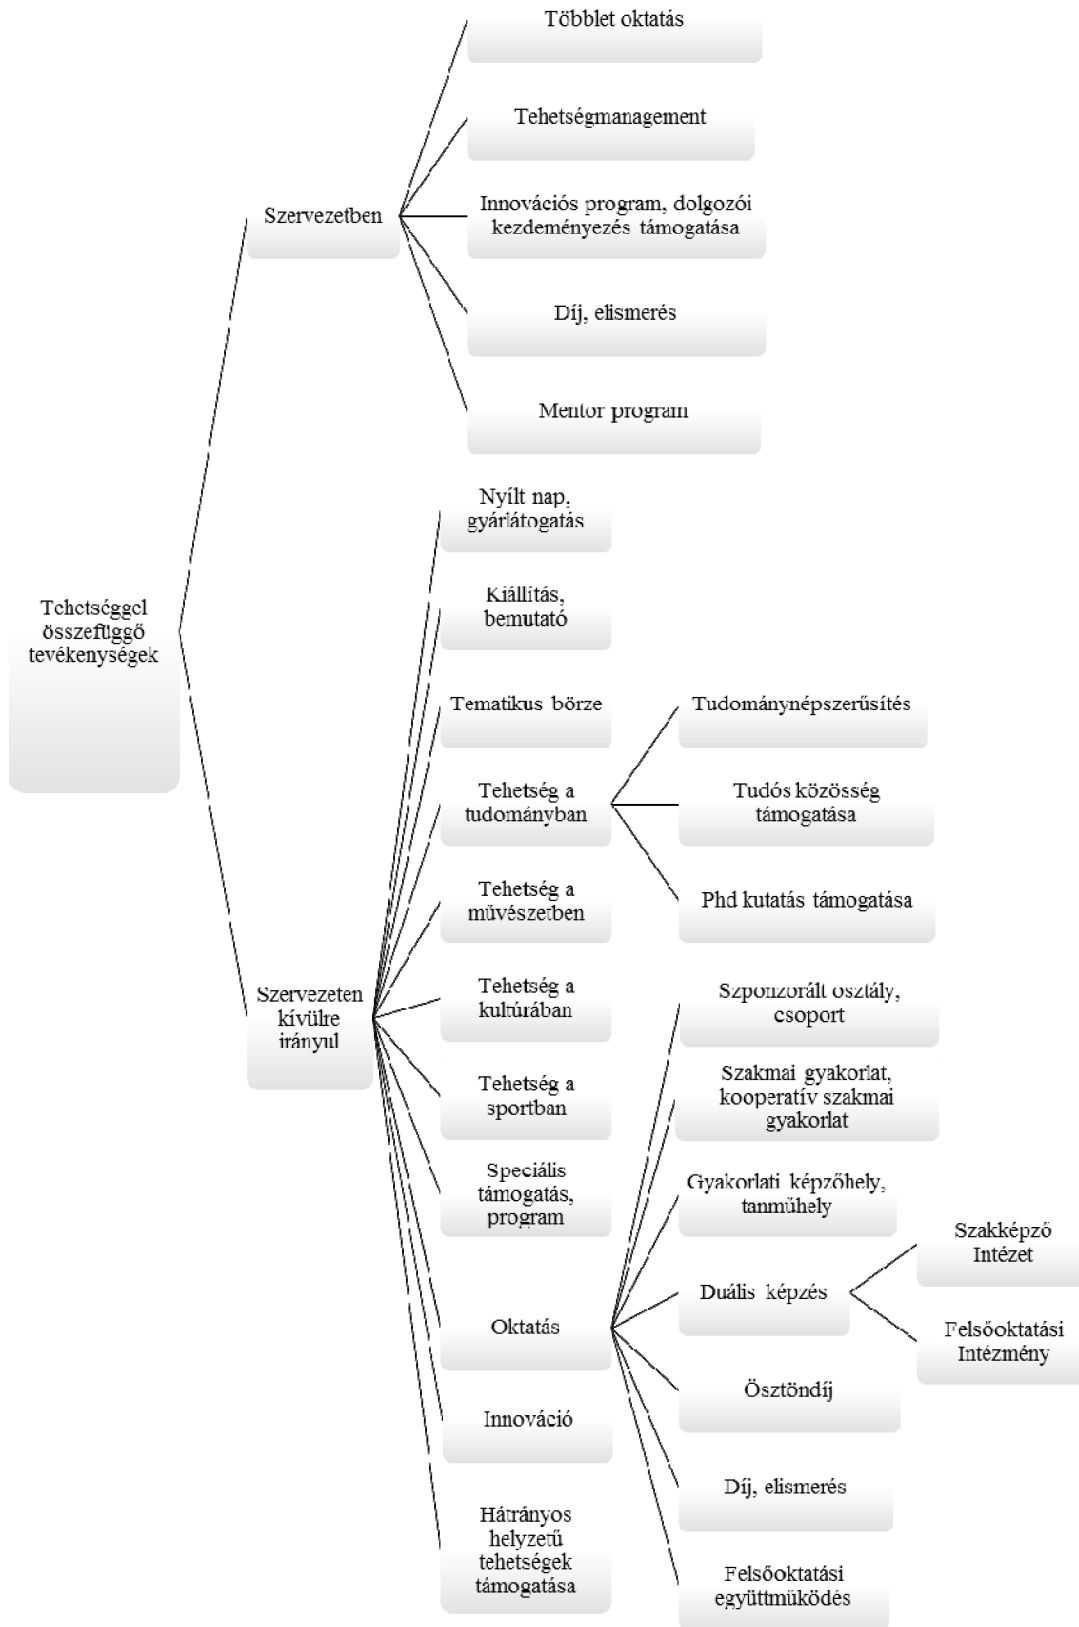 Többlet oktatás
Tehetségmanagement
Szervezetben
Innovációs program, dolgozói
kezdeményezés támogatása
Díj, elismerés
Mentor program
Tehetséggel
összefüggő
tevékenységek
Nyílt nap,
gyárlátogatás
Kiállítás,
bemutató
Tematikus börze
Tehetség a
tudományban
Tudománynépszerűsítés
Tudós közösség
támogatása
Phd kutatás támogatása
Tehetség a
művészetben
Szervezeten
kívülre
irányul
Tehetség a
kultúrában
Tehetség a
sportban
Speciális
támogatás,
program
Oktatás
Szponzorált osztály,
csoport
Szakmai gyakorlat,
kooperatív szakmai
gyakorlat
Gyakorlati képzőhely,
tanműhely
Duális képzés
Szakképző
Intézet
Felsőoktatási
Intézmény
Ösztöndíj
Díj, elismerés
Felsőoktatási
együttműködés
Innováció
Hátrányos
helyzetű
tehetségek
támogatása